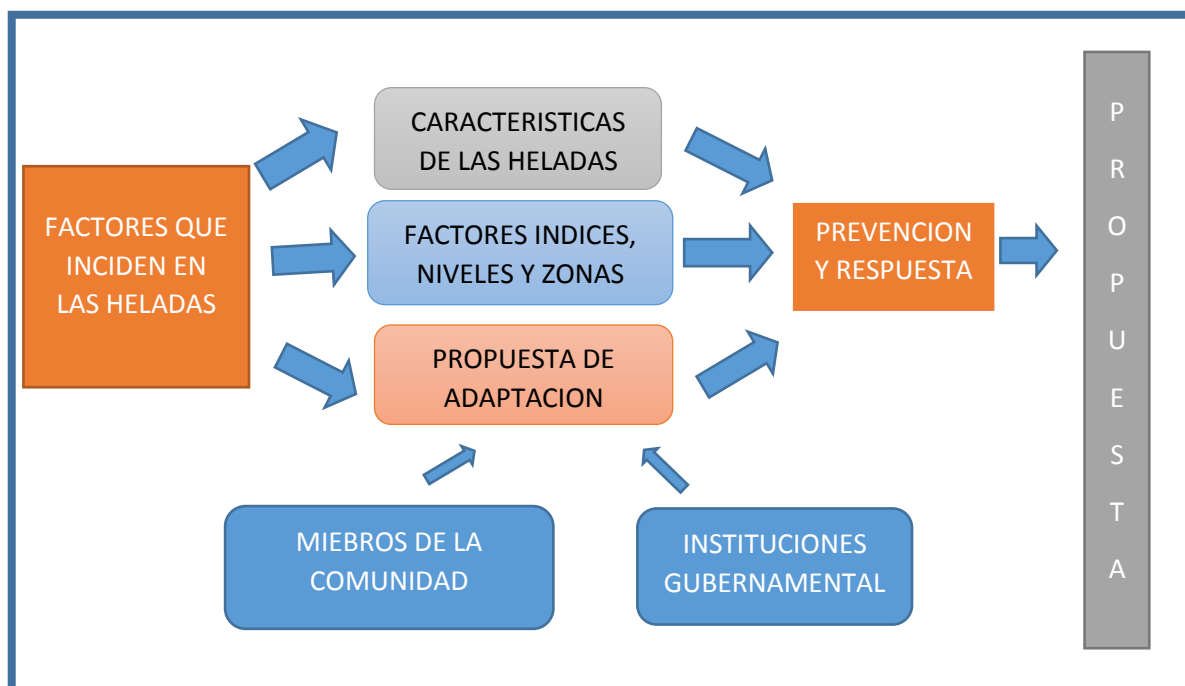 FACTORES QUE
INCIDEN EN
LAS HELADAS
CARACTERISTICAS
DE LAS HELADAS
FACTORES INDICES,
NIVELES Y ZONAS
PROPUESTA DE
ADAPTACION
MIEBROS DE LA
COMUNIDAD
INSTITUCIONES
GUBERNAMENTAL
PREVENCION
Y RESPUESTA
P
R
O
P
U
E
S
T
A